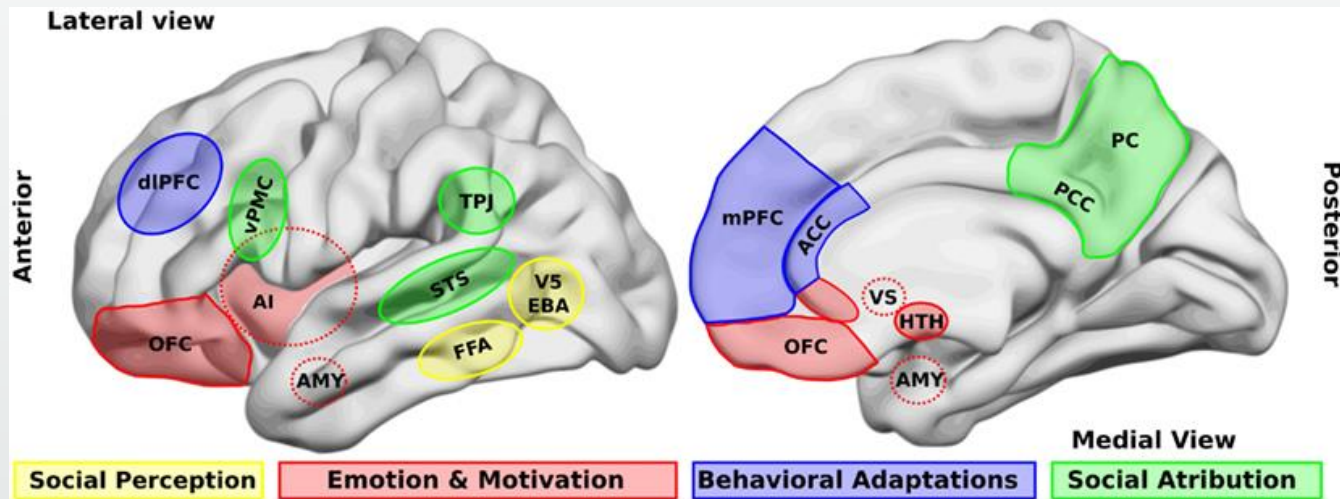 Lateral view
Anterior
dlPFC
vPMC
TPJ
AI
STS
V5
EBA
OFC
FFA
AMY
PC
PCC
mPFC
ACC
VS
HTH
OFC
AMY
Posterior
Medial View
Social Perception
Emotion & Motivation
Behavioral Adaptations
Social Atribution